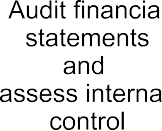 Audit financia
statements
and
assess interna
control